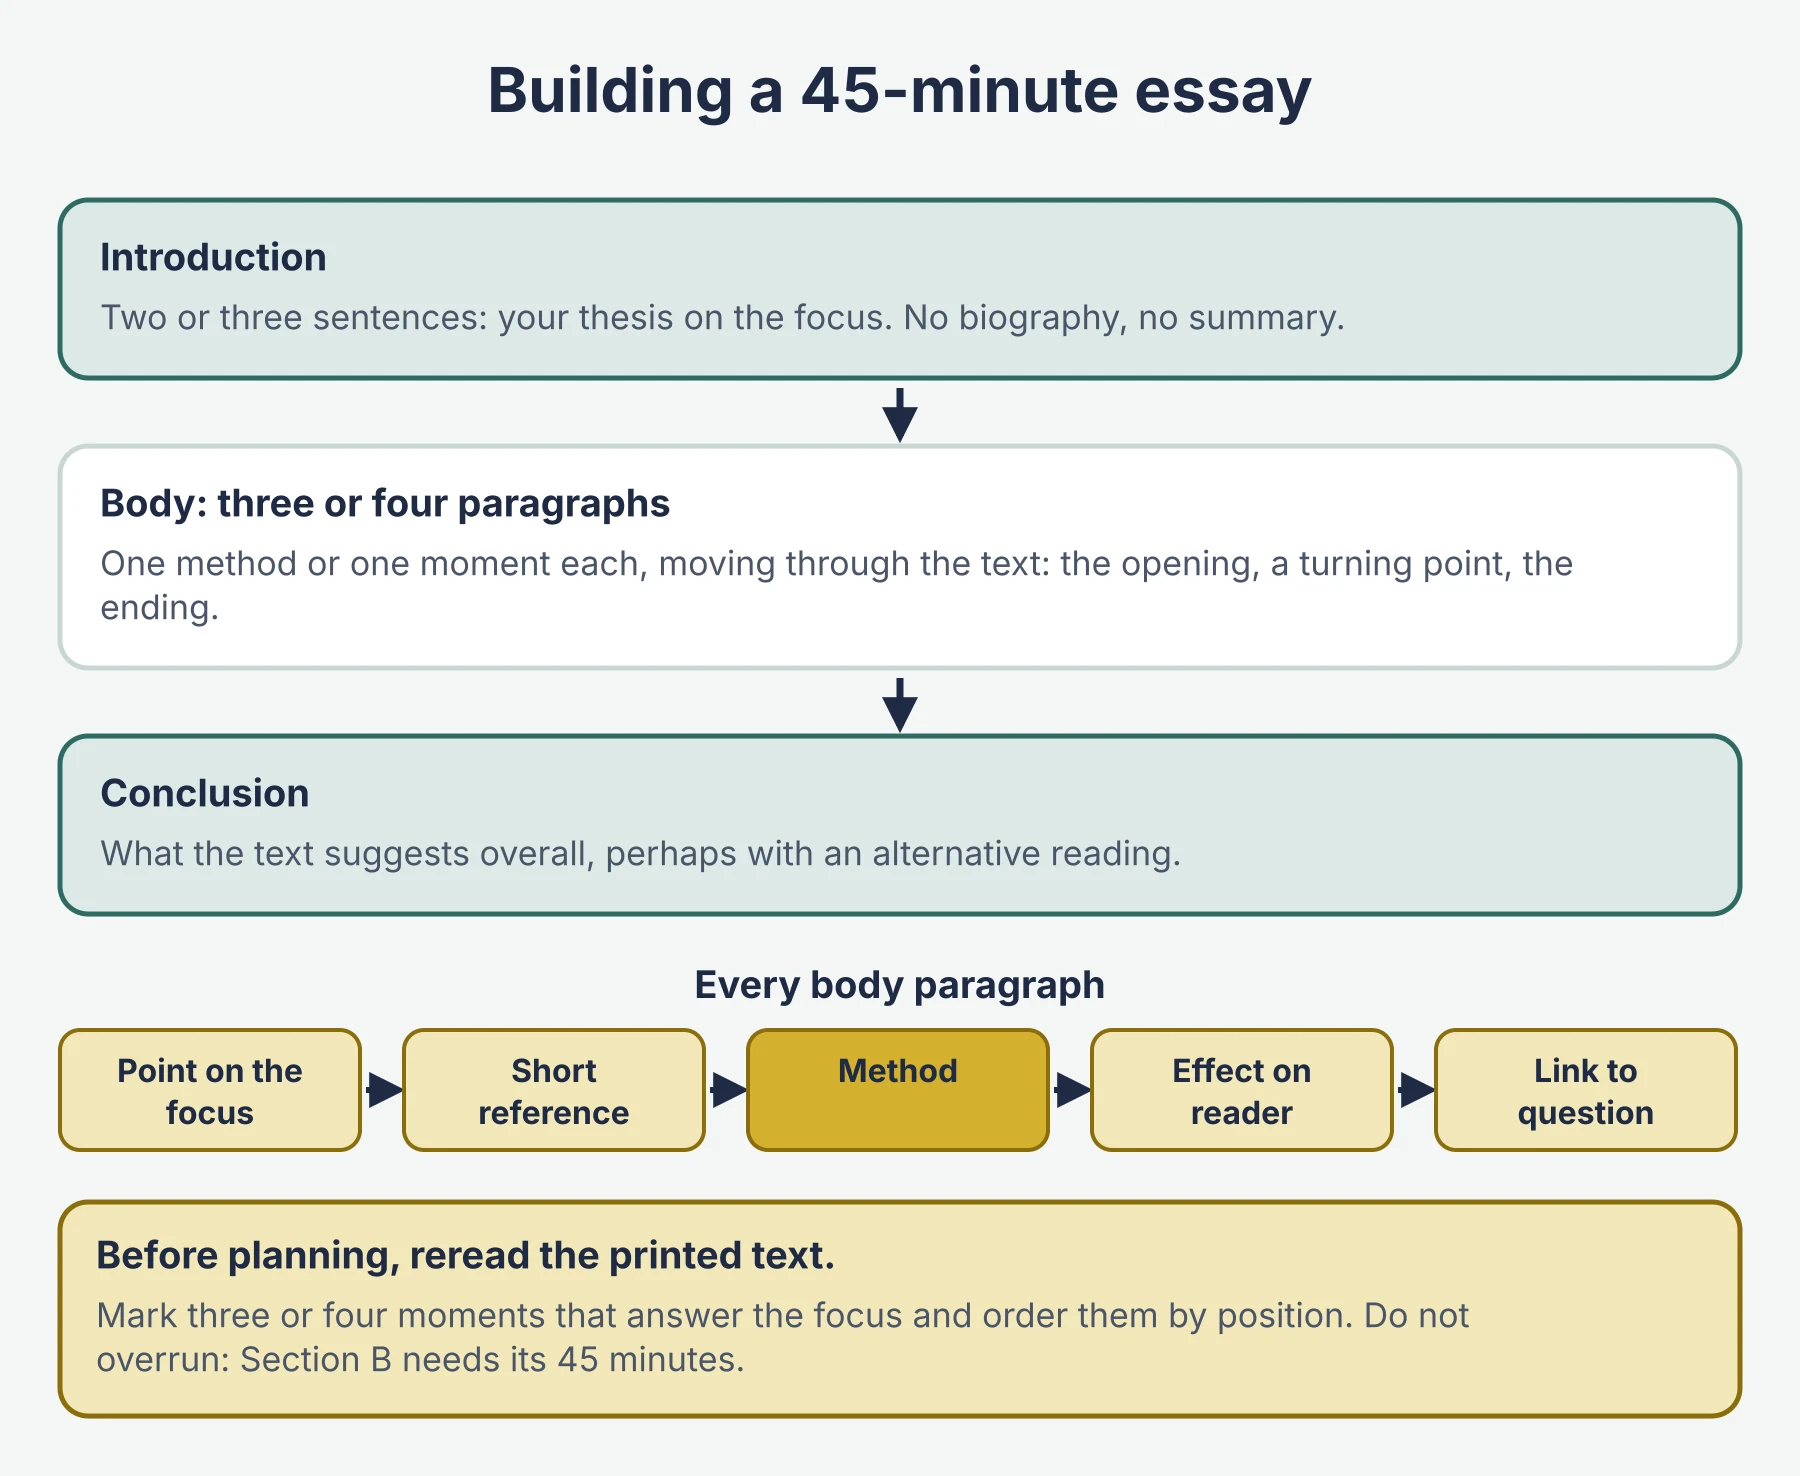 Building a 45-minute essay
Introduction
Two or three sentences: your thesis on the focus. No biography, no summary.
Body: three or four paragraphs
One method or one moment each, moving through the text: the opening, a turning point, the
ending.
Conclusion
What the text suggests overall, perhaps with an alternative reading.
Every body paragraph
Point on the
focus
Short
reference
Method
Effect on
reader
Link to
question
Before planning, reread the printed text.
Mark three or four moments that answer the focus and order them by position. Do not
overrun: Section B needs its 45 minutes.